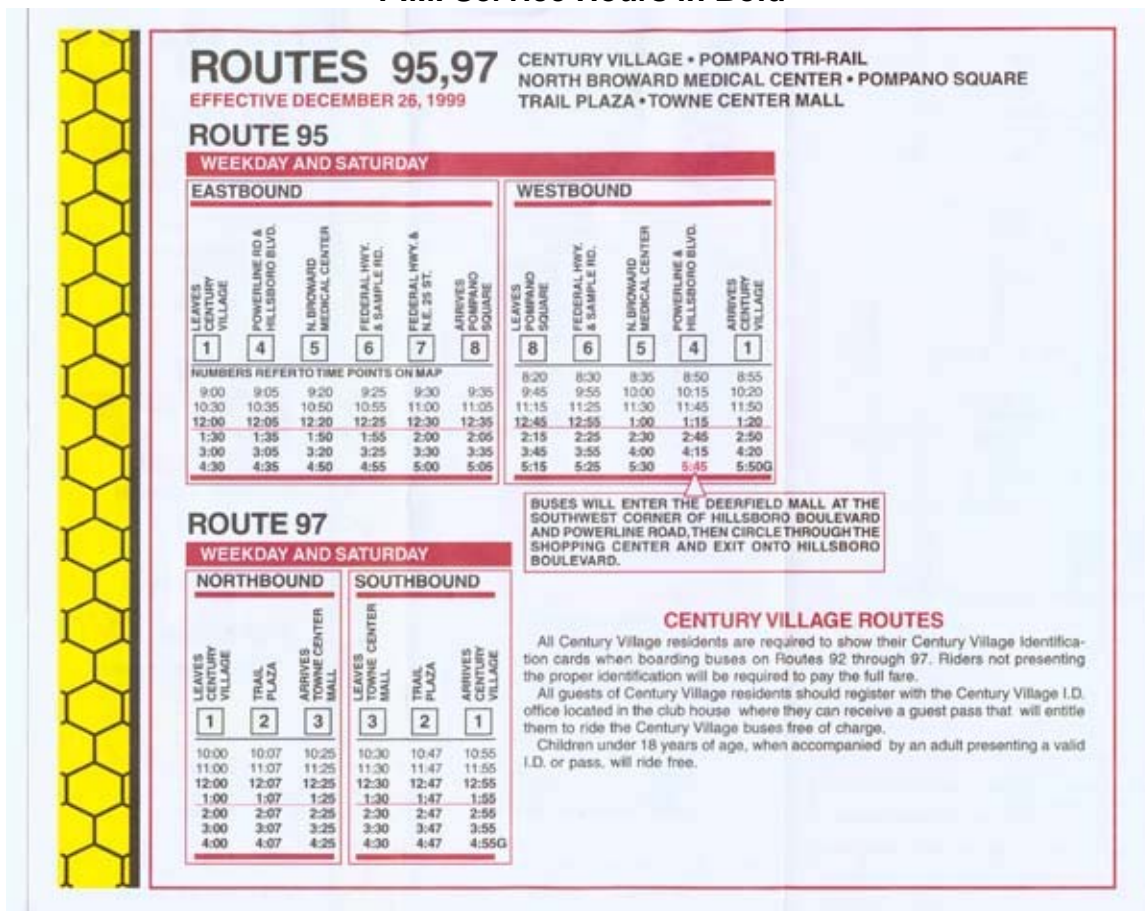 P.M. Service Hours in Bold
ROUTES 95,97
EFFECTIVE DECEMBER 26, 1999
CENTURY VILLAGE • POMPANO TRI-RAIL
NORTH BROWARD MEDICAL CENTER • POMPANO SQUARE
TRAIL PLAZA • TOWNE CENTER MALL
ROUTE 95
WEEKDAY AND SATURDAY
EASTBOUND
LEAVES
CENTURY
VILLAGE
POWERLINE RD &
HILLSBORO BLVD.
N. BROWARD
MEDICAL CENTER
FEDERAL HWY.
& SAMPLE RD.
FEDERAL HWY. &
N.E. 25 ST.
ARRIVES
POMPANO
SQUARE
1 4 5 6 7 8
NUMBERS REFER TO TIME POINTS ON MAP
9:00 9:05 9:20 9:25 9:30 9:35
10:30 10:35 10:50 10:55 11:00 11:05
12:00 12:05 12:20 12:25 12:30 12:35
1:30 1:35 1:50 1:55 2:00 2:05
3:00 3:05 3:20 3:25 3:30 3:35
4:30 4:35 4:50 4:55 5:00 5:05
WESTBOUND
LEAVES
POMPANO
SQUARE
FEDERAL HWY.
& SAMPLE RD.
N. BROWARD
MEDICAL CENTER
POWERLINE &
HILLSBORO BLVD.
ARRIVES
CENTURY
VILLAGE
8 6 5 4 1
8:20 8:30 8:35 8:50 8:55
9:45 9:55 10:00 10:15 10:20
11:15 11:25 11:30 11:45 11:50
12:45 12:55 1:00 1:15 1:20
2:15 2:25 2:30 2:45 2:50
3:45 3:55 4:00 4:15 4:20
5:15 5:25 5:30 5:45 5:50G
BUSES WILL ENTER THE DEERFIELD MALL AT THE
SOUTHWEST CORNER OF HILLSBORO BOULEVARD
AND POWERLINE ROAD, THEN CIRCLE THROUGH THE
SHOPPING CENTER AND EXIT ONTO HILLSBORO
BOULEVARD.
ROUTE 97
WEEKDAY AND SATURDAY
NORTHBOUND
LEAVES
CENTURY
VILLAGE
TRAIL
PLAZA
ARRIVES
TOWNE CENTER
MALL
1 2 3
10:00 10:07 10:25
11:00 11:07 11:25
12:00 12:07 12:25
1:00 1:07 1:25
2:00 2:07 2:25
3:00 3:07 3:25
4:00 4:07 4:25
SOUTHBOUND
LEAVES
TOWNE CENTER
MALL
TRAIL
PLAZA
ARRIVES
CENTURY
VILLAGE
3 2 1
10:30 10:47 10:55
11:30 11:47 11:55
12:30 12:47 12:55
1:30 1:47 1:55
2:30 2:47 2:55
3:30 3:47 3:55
4:30 4:47 4:55G
CENTURY VILLAGE ROUTES
All Century Village residents are required to show their Century Village Identifica-
tion cards when boarding buses on Routes 92 through 97. Riders not presenting
the proper identification will be required to pay the full fare.
All guests of Century Village residents should register with the Century Village I.D.
office located in the club house where they can receive a guest pass that will entitle
them to ride the Century Village buses free of charge.
Children under 18 years of age, when accompanied by an adult presenting a valid
I.D. or pass, will ride free.